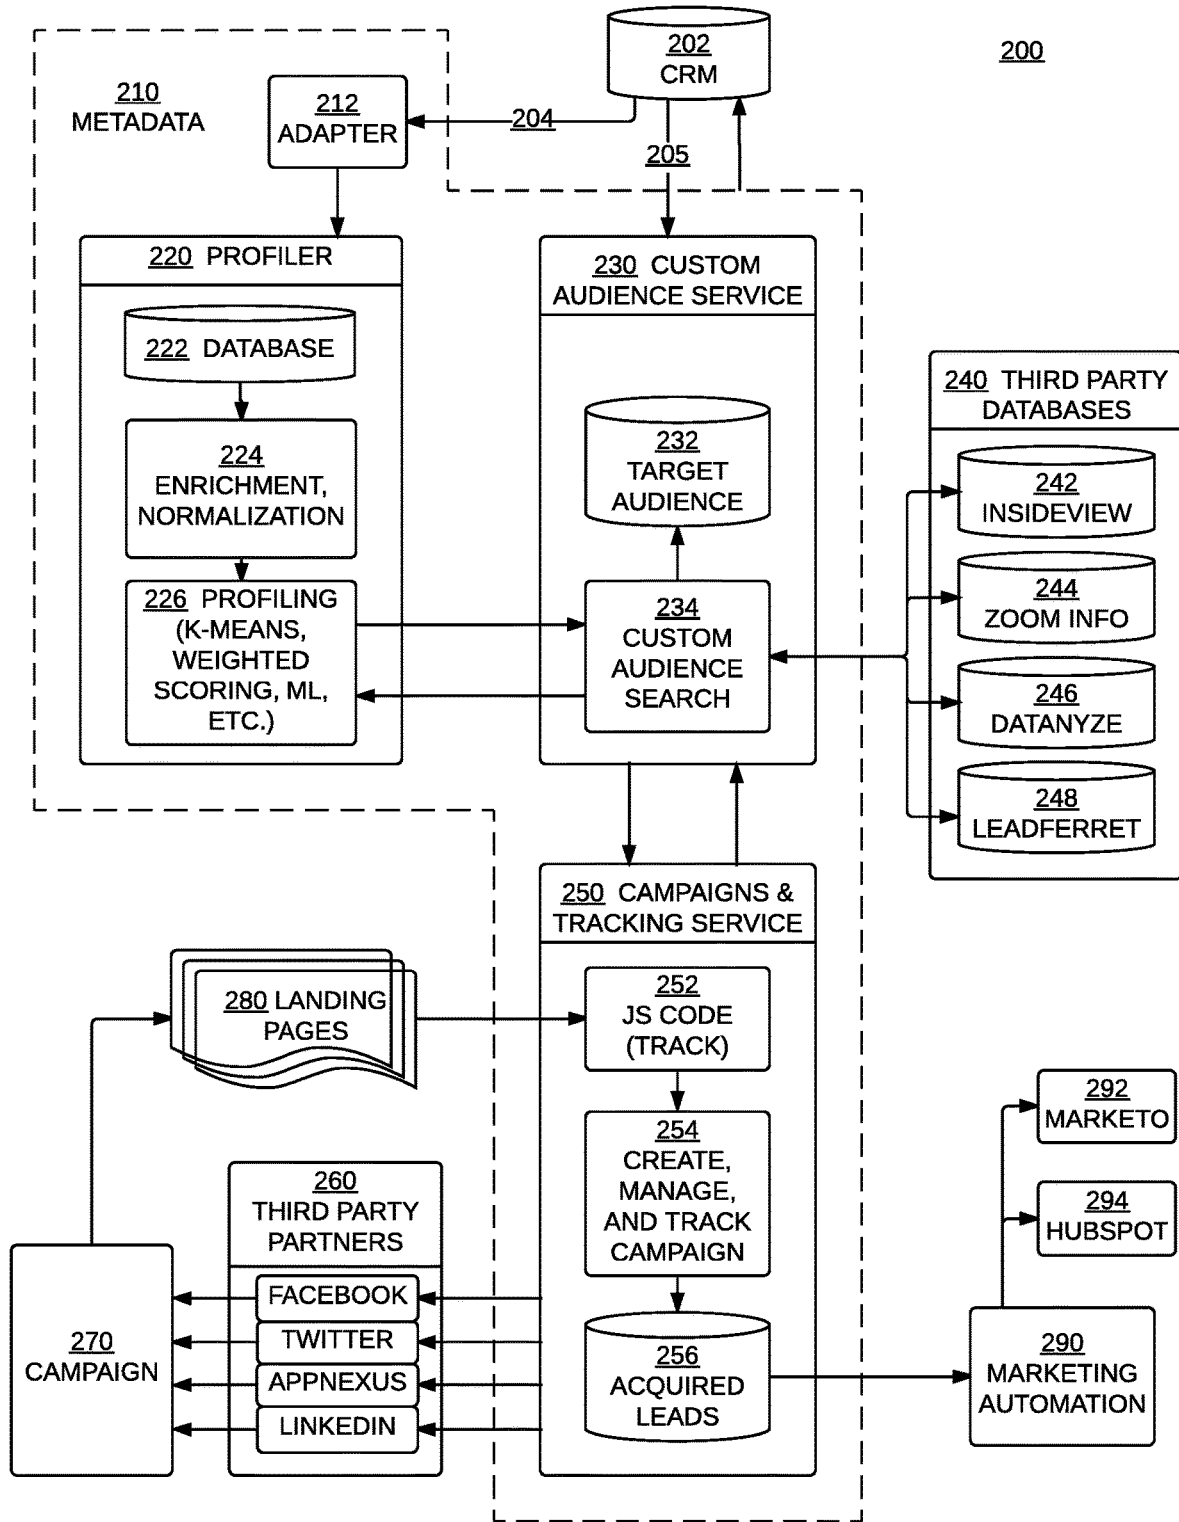 202
CRM
200
210
METADATA
212
ADAPTER
204
205
220 PROFILER
222 DATABASE
224
ENRICHMENT,
NORMALIZATION
226 PROFILING
(K-MEANS,
WEIGHTED
SCORING, ML,
ETC.)
230 CUSTOM
AUDIENCE SERVICE
232
TARGET
AUDIENCE
234
CUSTOM
AUDIENCE
SEARCH
240 THIRD PARTY
DATABASES
242
INSIDEVIEW
244
ZOOM INFO
246
DATANYZE
248
LEADFERRET
250 CAMPAIGNS &
TRACKING SERVICE
252
JS CODE
(TRACK)
254
CREATE,
MANAGE,
AND TRACK
CAMPAIGN
256
ACQUIRED
LEADS
280 LANDING
PAGES
260
THIRD PARTY
PARTNERS
FACEBOOK
TWITTER
APPNEXUS
LINKEDIN
270
CAMPAIGN
292
MARKETO
294
HUBSPOT
290
MARKETING
AUTOMATION